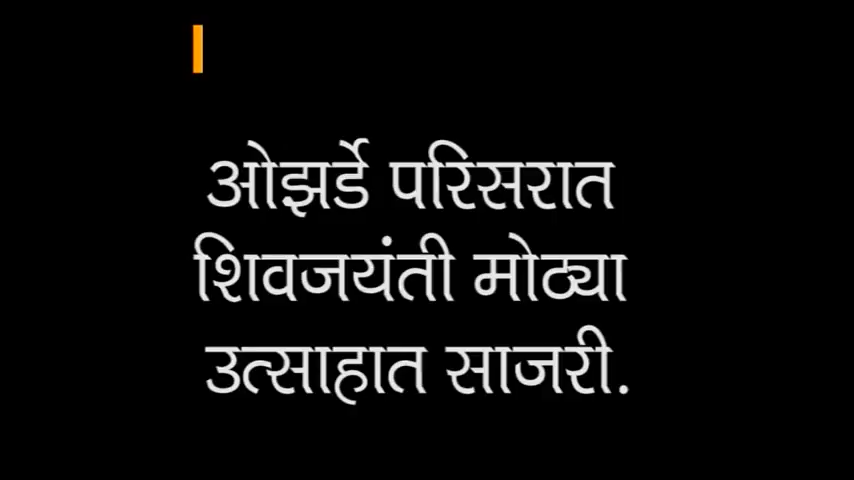 ओझर्डे परिसरात
शिवजयंती मोठ्या
उत्साहात साजरी.